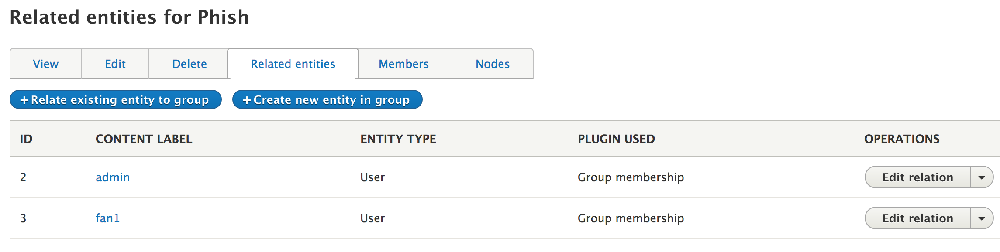 Related entities for Phish
View Edit Delete Related entities Members Nodes
+Relate existing entity to group +Create new entity in group
ID CONTENT LABEL ENTITY TYPE PLUGIN USED OPERATIONS
2 admin User Group membership Edit relation
3 fan1 User Group membership Edit relation